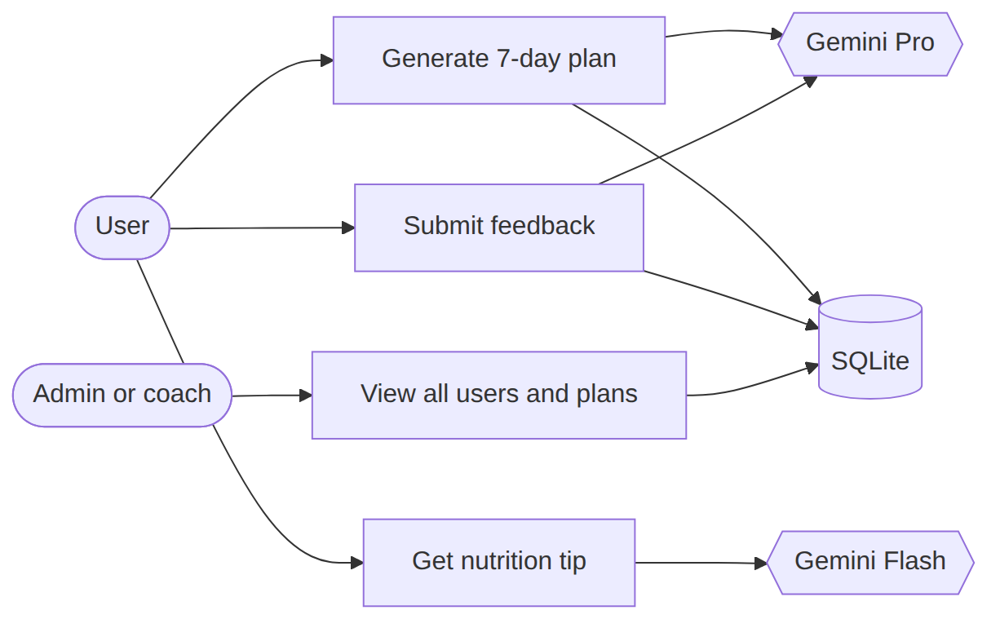 Generate 7-day plan
Gemini Pro
User
Submit feedback
SQLite
Admin or coach
View all users and plans
Get nutrition tip
Gemini Flash